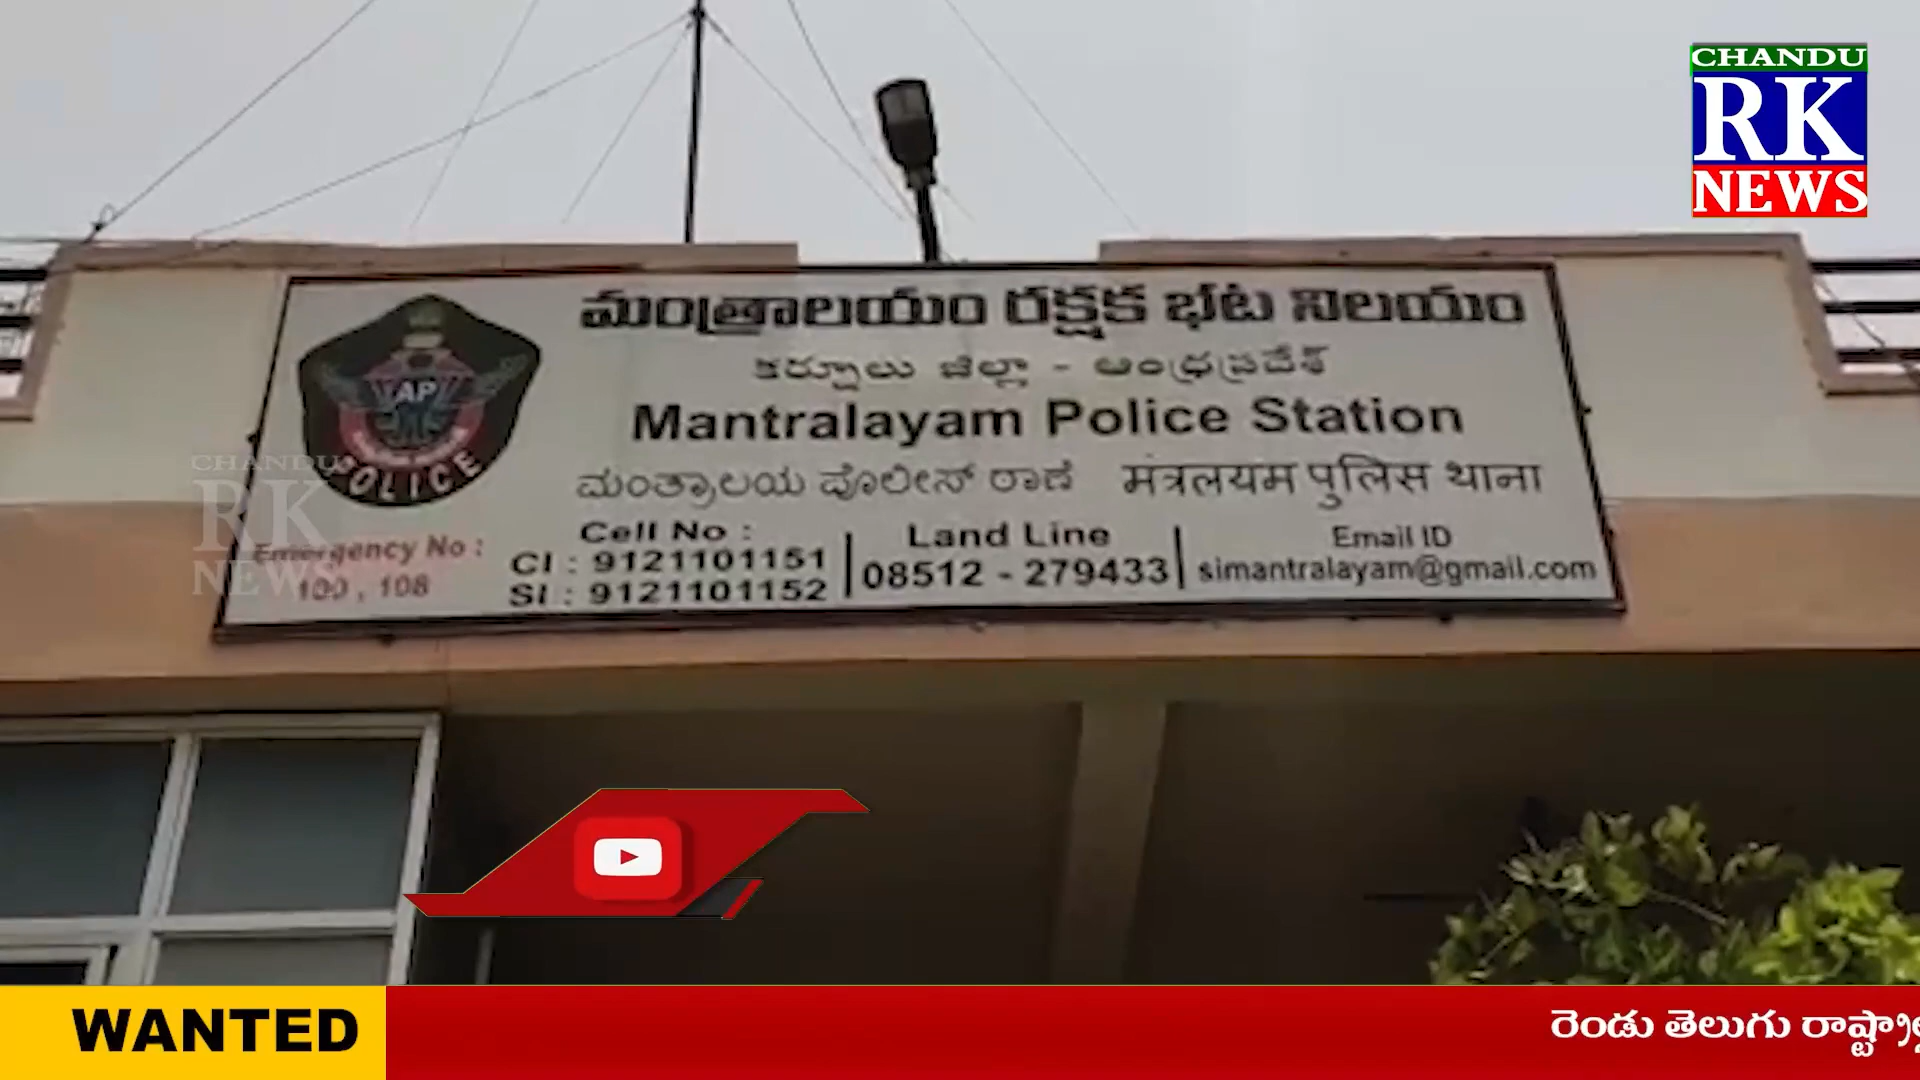 CHANDU
RK
NEWS
మంత్రాలయం రక్షక భట నిలయం
కర్నూలు జిల్లా - ఆంధ్రప్రదేశ్
AP
POLICE
Mantralayam Police Station
ಮಂತ್ರಾಲಯ ಪೊಲೀಸ್ ಠಾಣೆ मंत्रलयम पुलिस थाना
CHANDU
RK
NEWS
Emergency No :
100 , 108
Cell No :
CI : 9121101151
SI : 9121101152
Land Line
08512 - 279433
Email ID
simantralayam@gmail.com
WANTED
రెండు తెలుగు